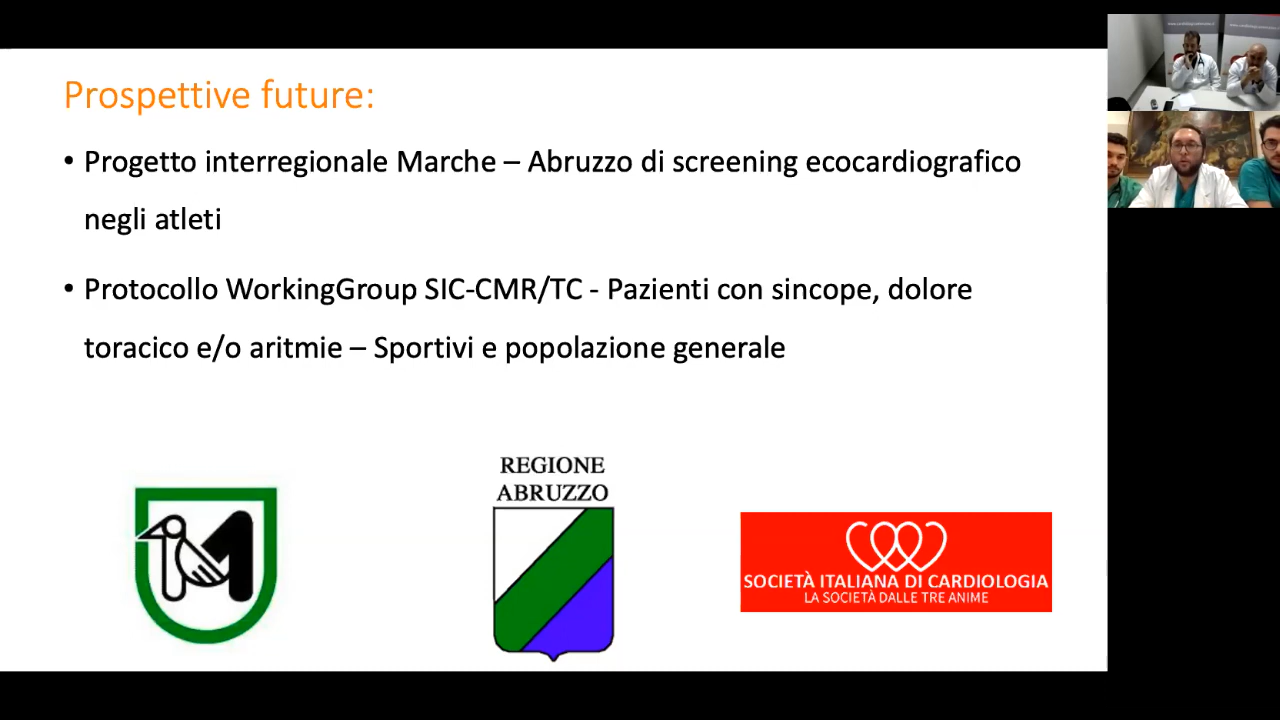 Prospettive future:
• Progetto interregionale Marche – Abruzzo di screening ecocardiografico
negli atleti
• Protocollo WorkingGroup SIC-CMR/TC - Pazienti con sincope, dolore
toracico e/o aritmie – Sportivi e popolazione generale
REGIONE
ABRUZZO
M
SOCIETÀ ITALIANA DI CARDIOLOGIA
LA SOCIETÀ DALLE TRE ANIME